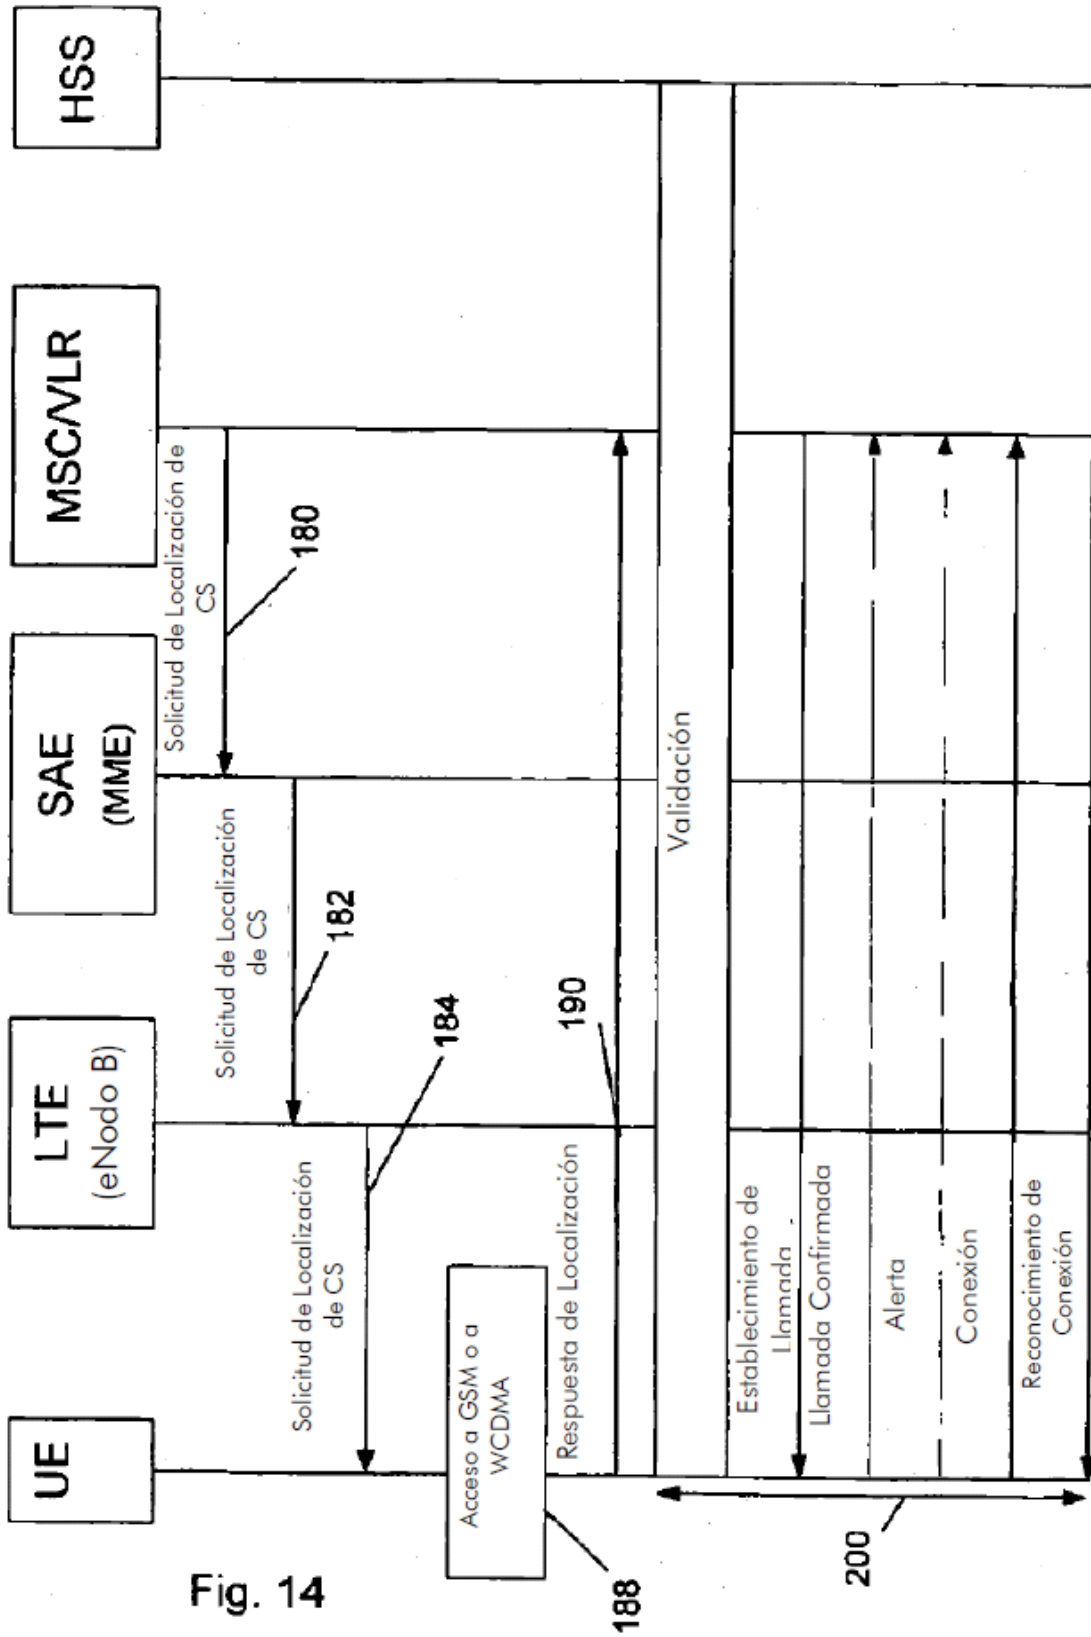 UE
LTE
(eNodo B)
SAE
(MME)
MSC/VLR
HSS
Solicitud de Localización de
CS
180
Solicitud de Localización
de CS
182
Solicitud de Localización
de CS
184
Acceso a GSM o a
WCDMA
188
Respuesta de Localización
190
Validación
Establecimiento de
Llamada
Llamada Confirmada
Alerta
Conexión
Reconocimiento de
Conexión
200
Fig. 14